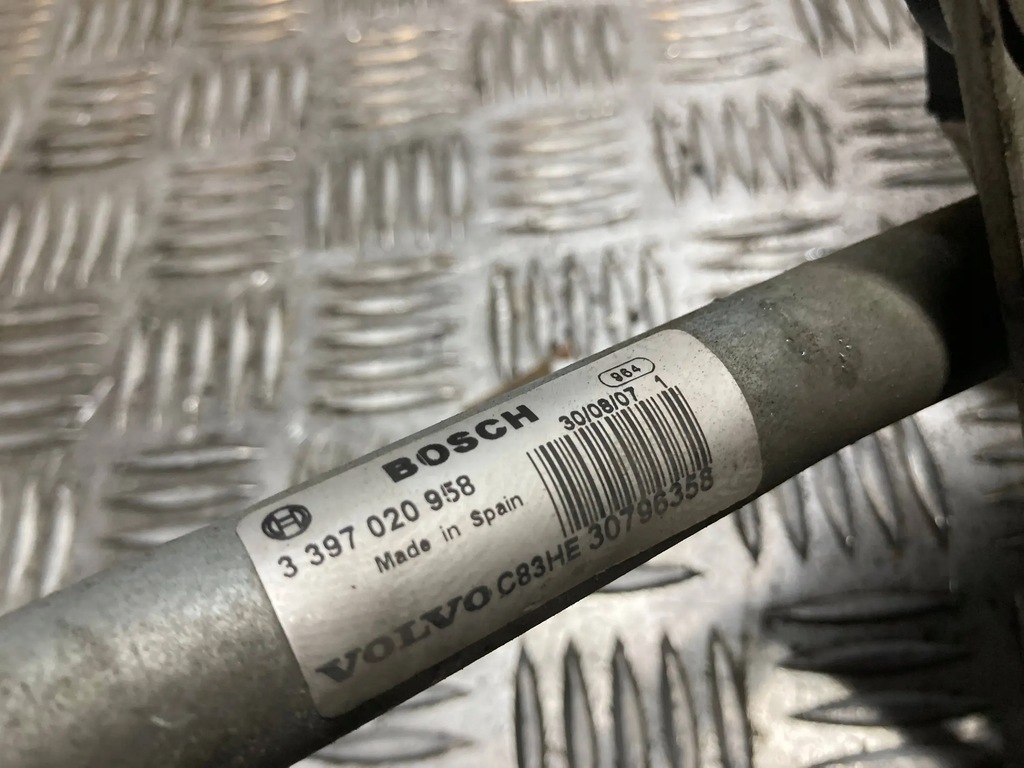 BOSCH
3 397 020 958
Made in Spain
964
30/08/07 1
VOLVO C83HE 30796358